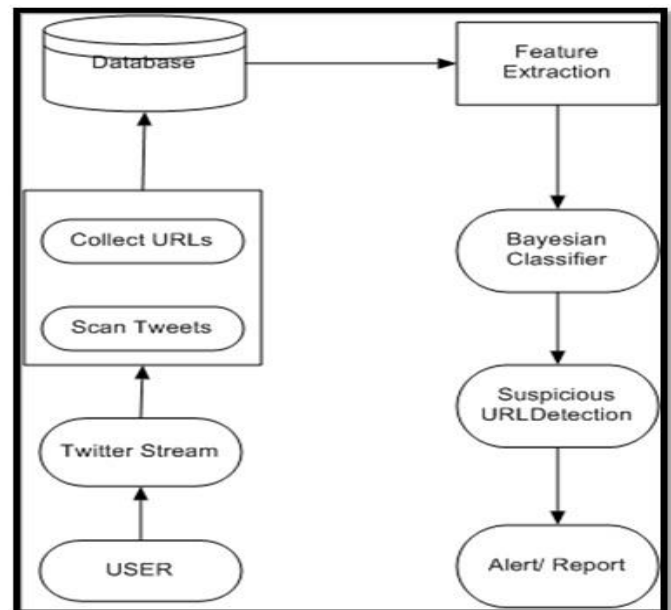 Database
Feature
Extraction
Collect URLs
Bayesian
Classifier
Scan Tweets
Suspicious
URLDetection
Twitter Stream
USER
Alert/ Report